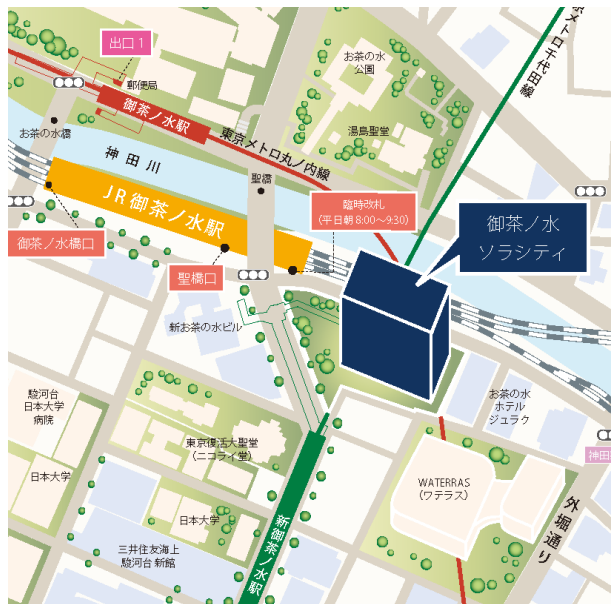 出口1
郵便局
御茶ノ水駅
お茶の水
公園
東京メトロ千代田線
お茶の水橋
東京メトロ丸ノ内線
湯島聖堂
神田川
聖橋
JR御茶ノ水駅
臨時改札
(平日朝8:00〜9:30)
御茶ノ水
ソラシティ
御茶ノ水橋口
聖橋口
新お茶の水ビル
駿河台
日本大学
病院
お茶の水
ホテル
ジュラク
東京復活大聖堂
(ニコライ堂)
神田
日本大学
WATERRAS
(ワテラス)
日本大学
外堀通り
三井住友海上
駿河台 新館
新御茶ノ水駅